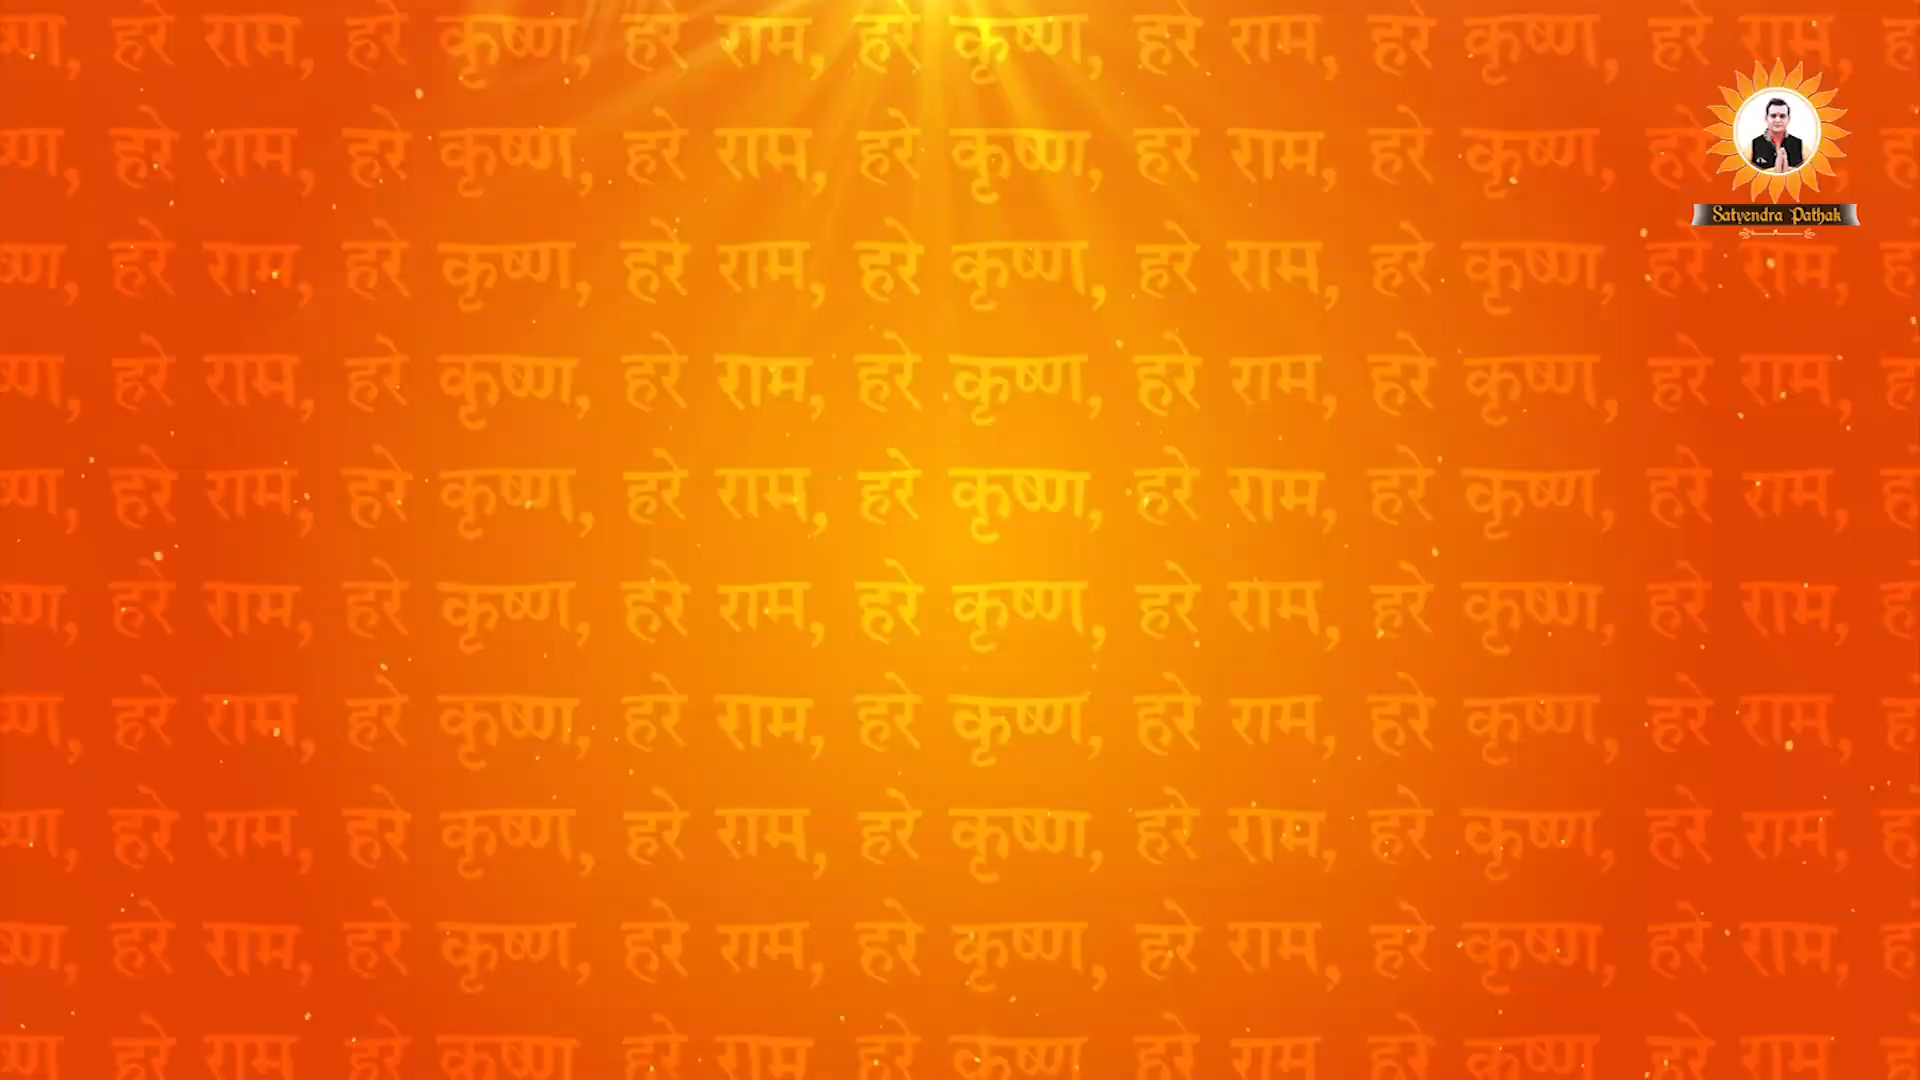 ष्ण, हरे राम, हरे कृष्ण, हरे राम, हरे कृष्ण, हरे राम, हरे कृष्ण, हरे राम, ह
ष्ण, हरे राम, हरे कृष्ण, हरे राम, हरे कृष्ण, हरे राम, हरे कृष्ण, हरे
Satyendra Pathak
ष्ण, हरे राम, हरे कृष्ण, हरे राम, हरे कृष्ण, हरे राम, हरे कृष्ण, हरे राम, ह
ष्ण, हरे राम, हरे कृष्ण, हरे राम, हरे कृष्ण, हरे राम, हरे कृष्ण, हरे राम, ह
ष्ण, हरे राम, हरे कृष्ण, हरे राम, हरे कृष्ण, हरे राम, हरे कृष्ण, हरे राम, ह
ष्ण, हरे राम, हरे कृष्ण, हरे राम, हरे कृष्ण, हरे राम, हरे कृष्ण, हरे राम, ह
ष्ण, हरे राम, हरे कृष्ण, हरे राम, हरे कृष्ण, हरे राम, हरे कृष्ण, हरे राम, ह
ष्ण, हरे राम, हरे कृष्ण, हरे राम, हरे कृष्ण, हरे राम, हरे कृष्ण, हरे राम, ह
ष्ण, हरे राम, हरे कृष्ण, हरे राम, हरे कृष्ण, हरे राम, हरे कृष्ण, हरे राम, ह
ष्ण हरे राम हरे कृष्ण हरे राम हरे कृष्ण हरे राम हरे कृष्ण हरे राम ह